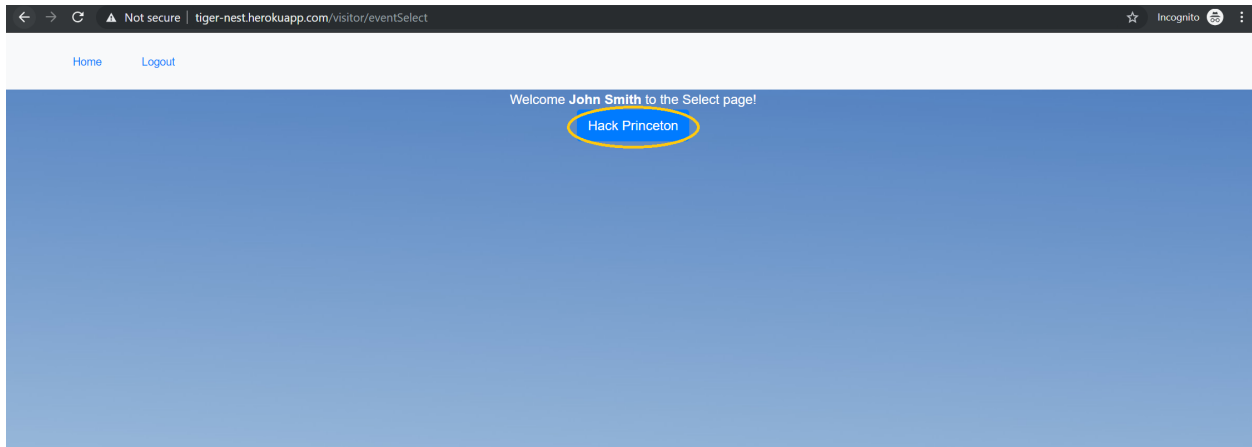 Not secure | tiger-nest.herokuapp.com/visitor/eventSelect Incognito
Home Logout
Welcome John Smith to the Select page!
Hack Princeton